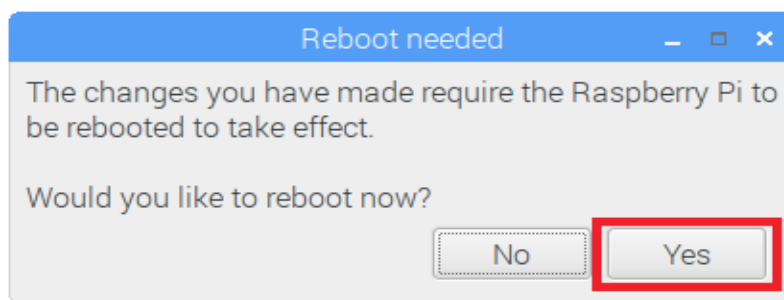 Reboot needed
The changes you have made require the Raspberry Pi to
be rebooted to take effect.
Would you like to reboot now?
No Yes